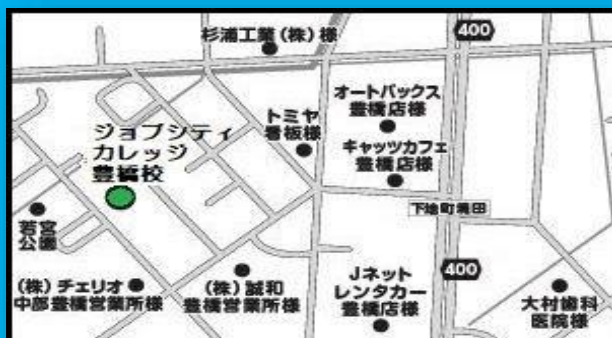 杉浦工業(株)様
400
オートバックス
豊橋店様
トミヤ
看板様
ジョブシティ
カレッジ
豊橋校
キャッツカフェ
豊橋店様
若宮
公園
下地町境田
400
(株)チェリオ
中部豊橋営業所様
(株)誠和
豊橋営業所様
Jネット
レンタカー
豊橋店様
大村歯科
医院様